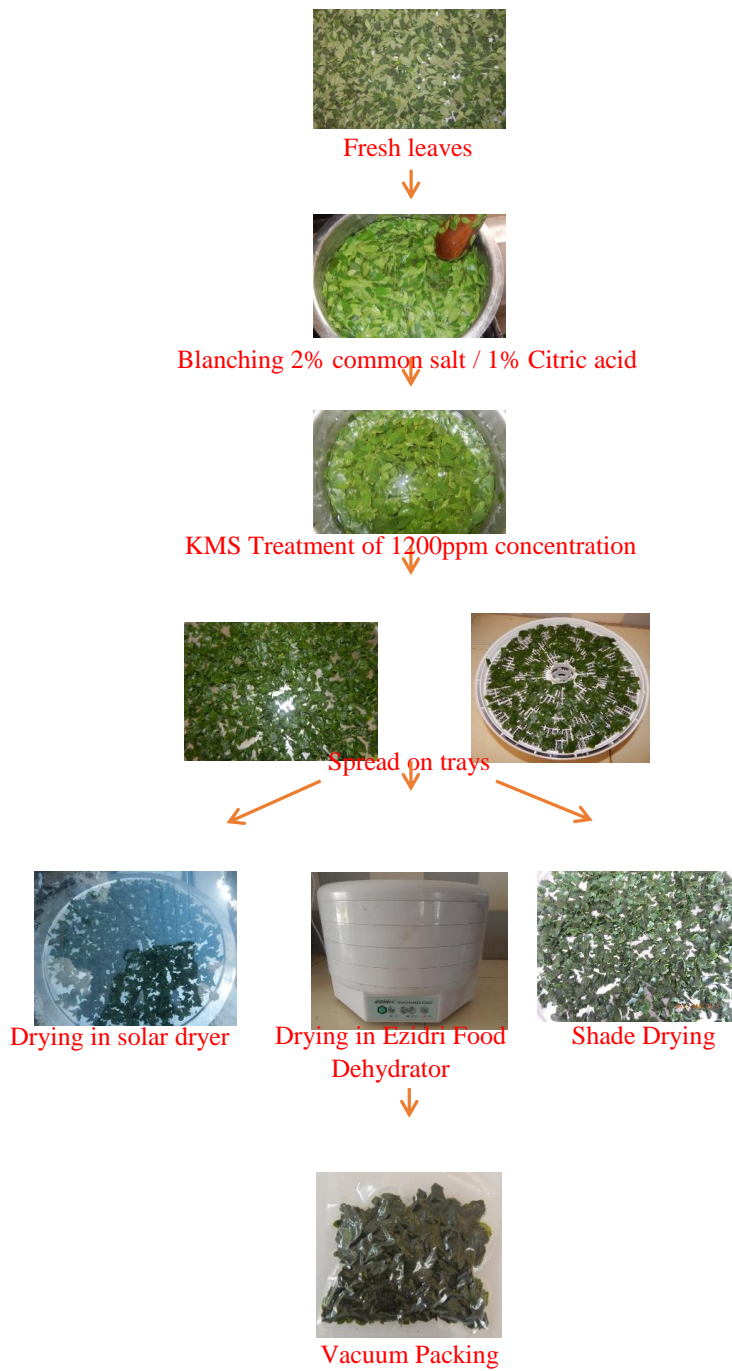 Fresh leaves
Blanching 2% common salt / 1% Citric acid
KMS Treatment of 1200ppm concentration
Spread on trays
Drying in solar dryer
Drying in Ezidri Food
Dehydrator
Shade Drying
Vacuum Packing